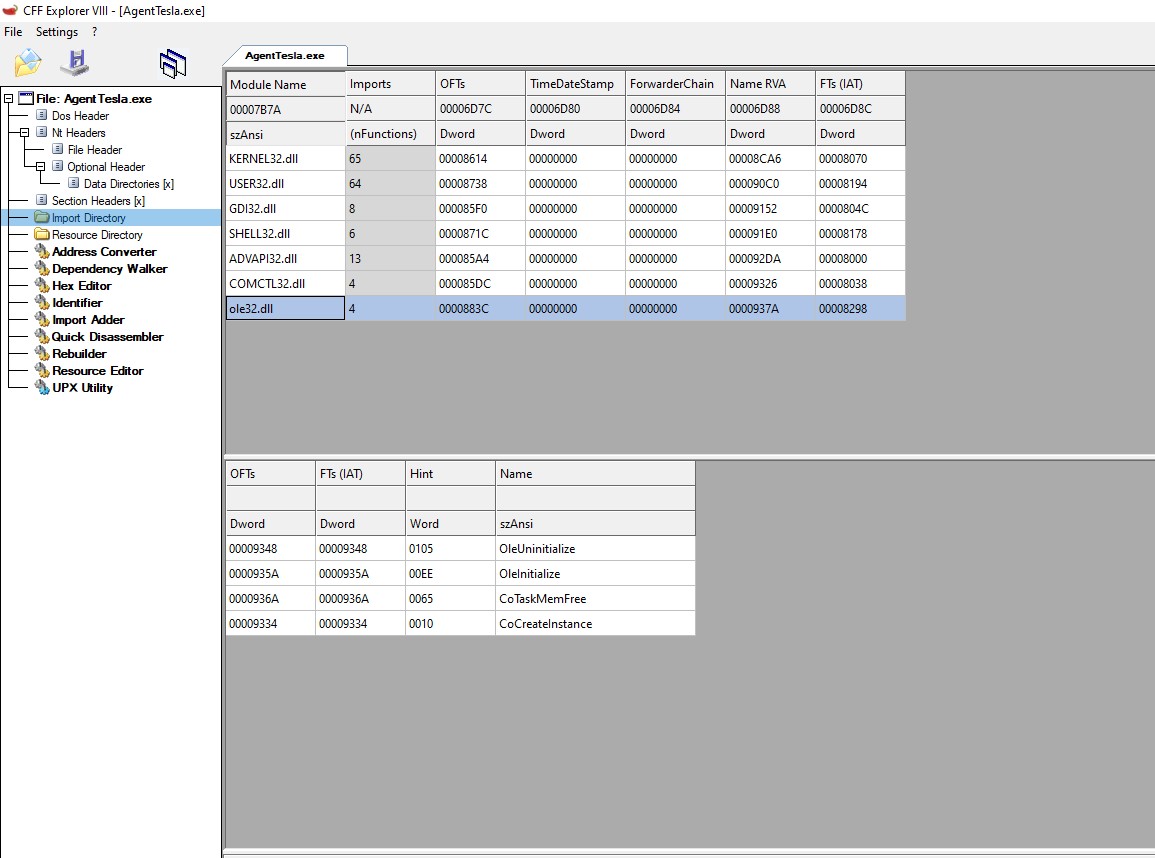 CFF Explorer VIII - [AgentTesla.exe]
File Settings ?
AgentTesla.exe
File: AgentTesla.exe
Dos Header
Nt Headers
File Header
Optional Header
Data Directories [x]
Section Headers [x]
Import Directory
Resource Directory
Address Converter
Dependency Walker
Hex Editor
Identifier
Import Adder
Quick Disassembler
Rebuilder
Resource Editor
UPX Utility
Module Name Imports OFTs TimeDateStamp ForwarderChain Name RVA FTs (IAT)
00007B7A N/A 00006D7C 00006D80 00006D84 00006D88 00006D8C
szAnsi (nFunctions) Dword Dword Dword Dword Dword
KERNEL32.dll 65 00008614 00000000 00000000 00008CA6 00008070
USER32.dll 64 00008738 00000000 00000000 000090C0 00008194
GDI32.dll 8 000085F0 00000000 00000000 00009152 0000804C
SHELL32.dll 6 0000871C 00000000 00000000 000091E0 00008178
ADVAPI32.dll 13 000085A4 00000000 00000000 000092DA 00008000
COMCTL32.dll 4 000085DC 00000000 00000000 00009326 00008038
ole32.dll 4 0000883C 00000000 00000000 0000937A 00008298
OFTs FTs (IAT) Hint Name
Dword Dword Word szAnsi
00009348 00009348 0105 OleUninitialize
0000935A 0000935A 00EE OleInitialize
0000936A 0000936A 0065 CoTaskMemFree
00009334 00009334 0010 CoCreateInstance